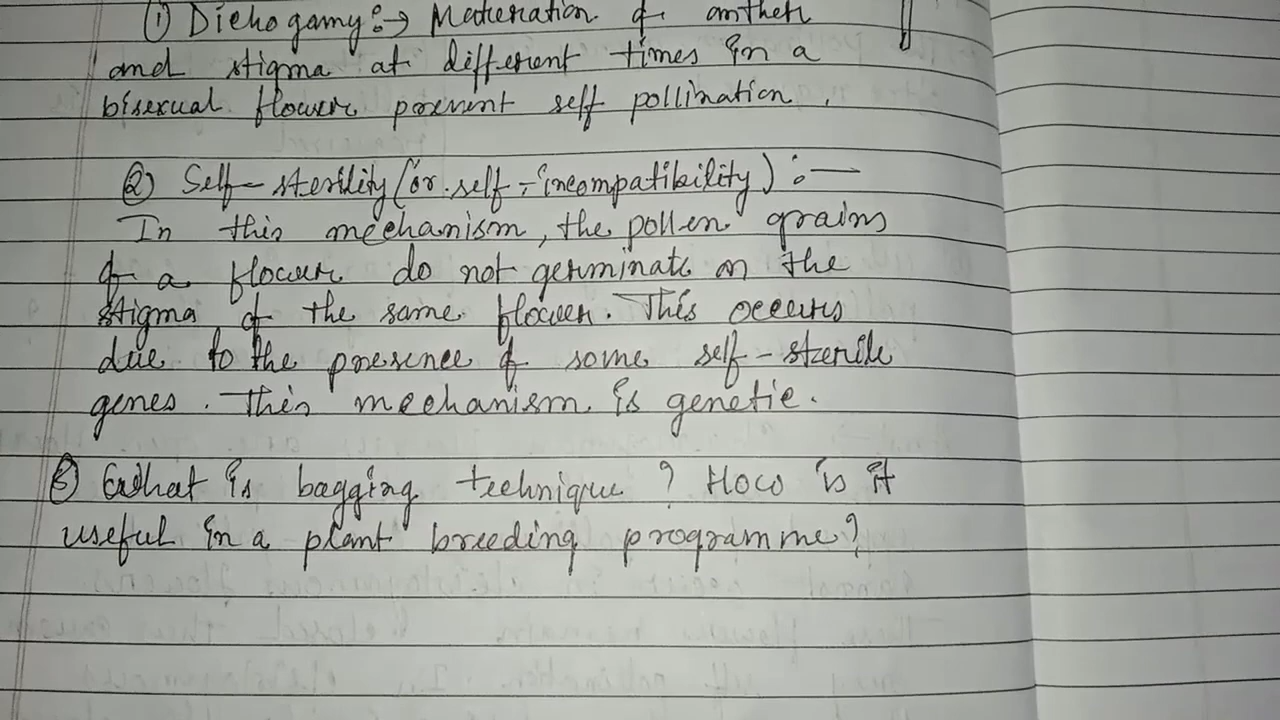 ① Dichogamy :→ Maturation of anther
and stigma at different times in a
bisexual flower prevent self pollination.
② Self-sterility (or self-incompatibility) :—
In this mechanism, the pollen grains
of a flower do not germinate on the
stigma of the same flower. This occurs
due to the presence of some self-sterile
genes. This mechanism is genetic.
What is bagging technique? How is it
useful in a plant breeding programme?